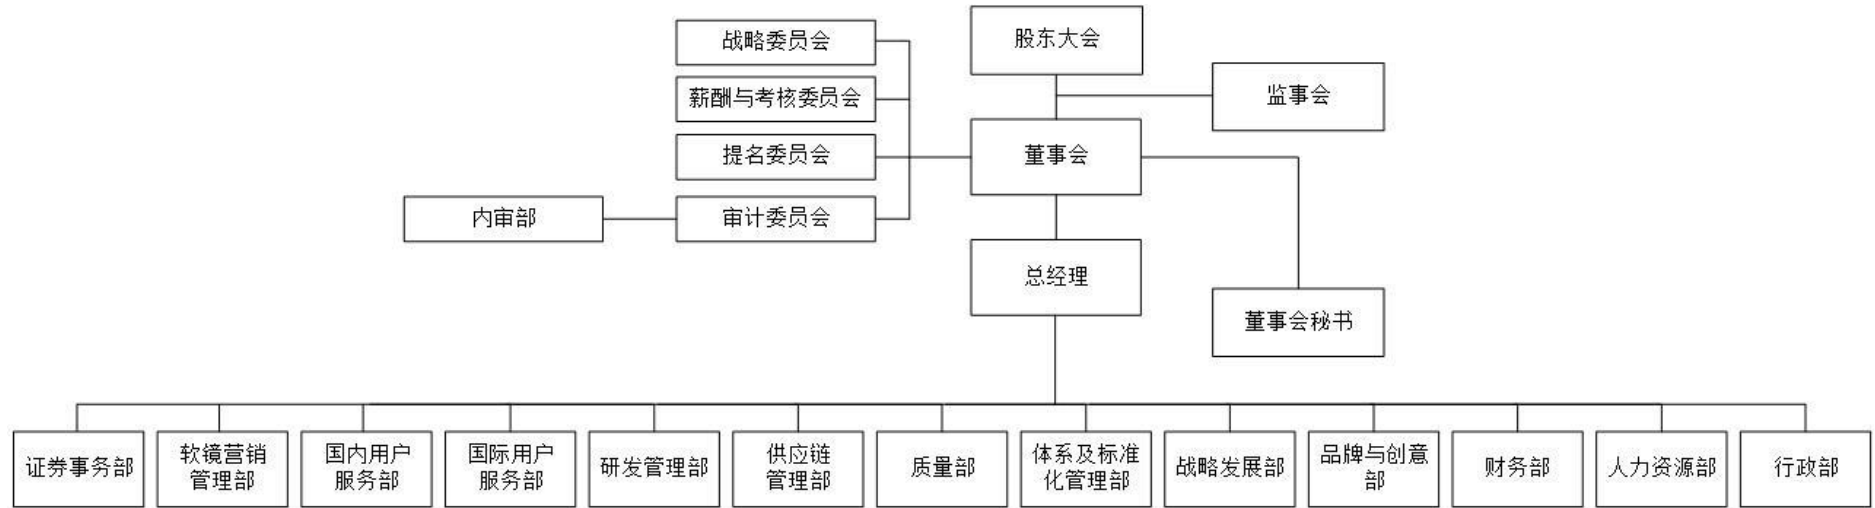 股东大会
战略委员会
监事会
薪酬与考核委员会
董事会
提名委员会
内审部
审计委员会
总经理
董事会秘书
证券事务部
软镜营销
管理部
国内用户
服务部
国际用户
服务部
研发管理部
供应链
管理部
质量部
体系及标准
化管理部
战略发展部
品牌与创意
部
财务部
人力资源部
行政部